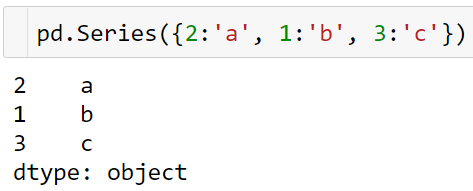 pd.Series({2:'a', 1:'b', 3:'c'})
2    a
1    b
3    c
dtype: object